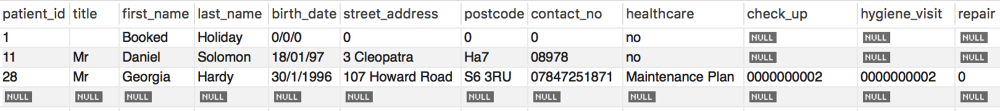 patient_id title first_name last_name birth_date street_address postcode contact_no healthcare check_up hygiene_visit repair
1 Booked Holiday 0/0/0 0 0 0 no NULL NULL NULL
11 Mr Daniel Solomon 18/01/97 3 Cleopatra Ha7 08978 no NULL NULL NULL
28 Mr Georgia Hardy 30/1/1996 107 Howard Road S6 3RU 07847251871 Maintenance Plan 0000000002 0000000002 0
NULL NULL NULL NULL NULL NULL NULL NULL NULL NULL NULL NULL